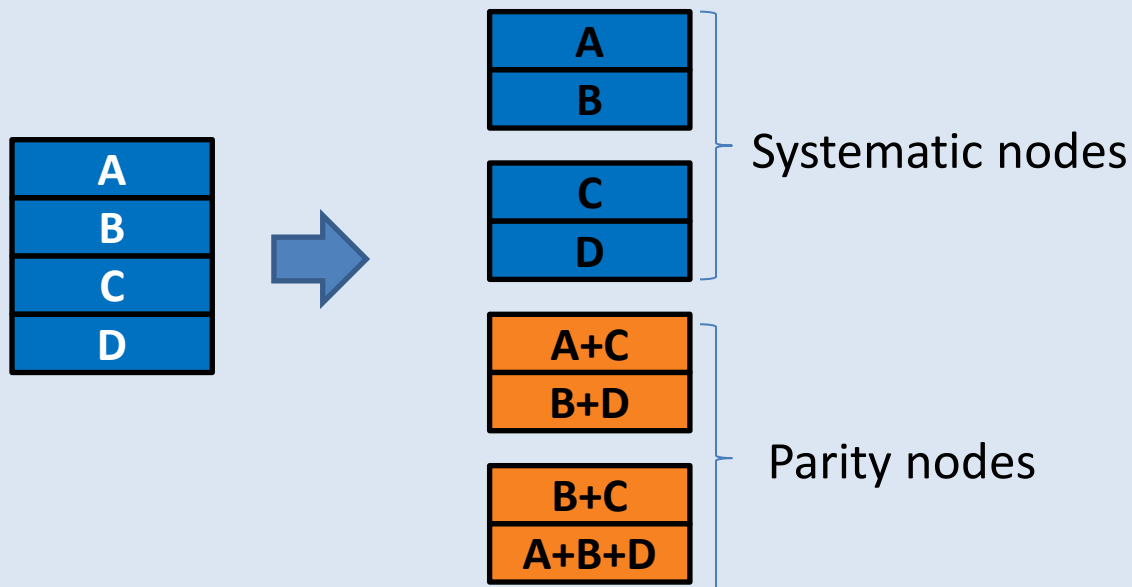 A
B
C
D
A
B
C
D
Systematic nodes
A+C
B+D
B+C
A+B+D
Parity nodes